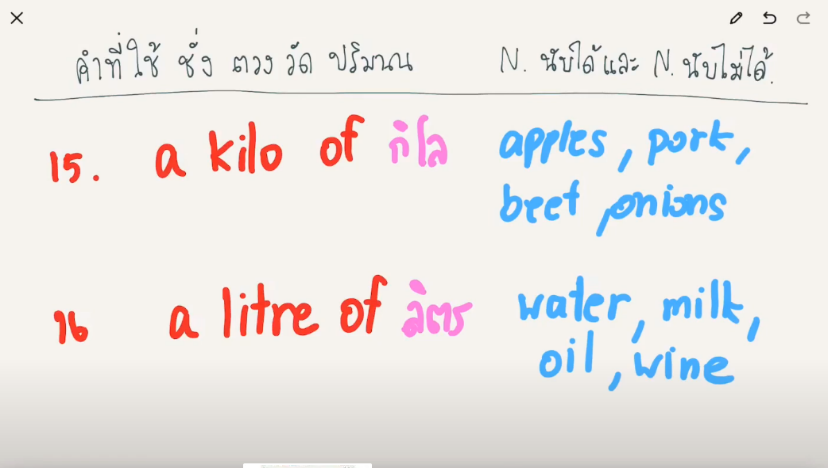 คำที่ใช้ ชั่ง ตวง วัด ปริมาณ N. นับได้ และ N. นับไม่ได้.
15. a kilo of กิโล apples, pork,
beef, onions
16 a litre of ลิตร water, milk,
oil, wine